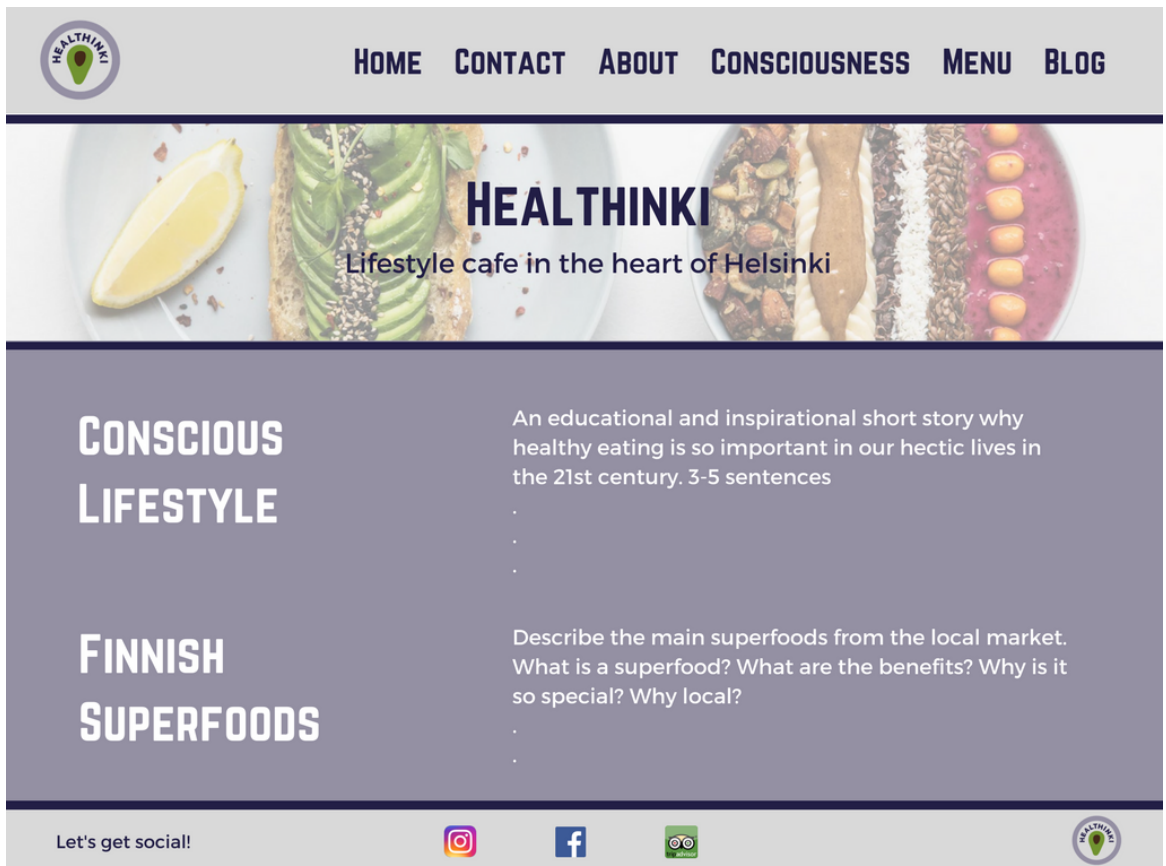 HEALTHINKI
HOME CONTACT ABOUT CONSCIOUSNESS MENU BLOG
HEALTHINKI
Lifestyle cafe in the heart of Helsinki
CONSCIOUS
LIFESTYLE
An educational and inspirational short story why
healthy eating is so important in our hectic lives in
the 21st century. 3-5 sentences
.
.
.
FINNISH
SUPERFOODS
Describe the main superfoods from the local market.
What is a superfood? What are the benefits? Why is it
so special? Why local?
.
.
Let's get social!
tripadvisor
HEALTHINKI